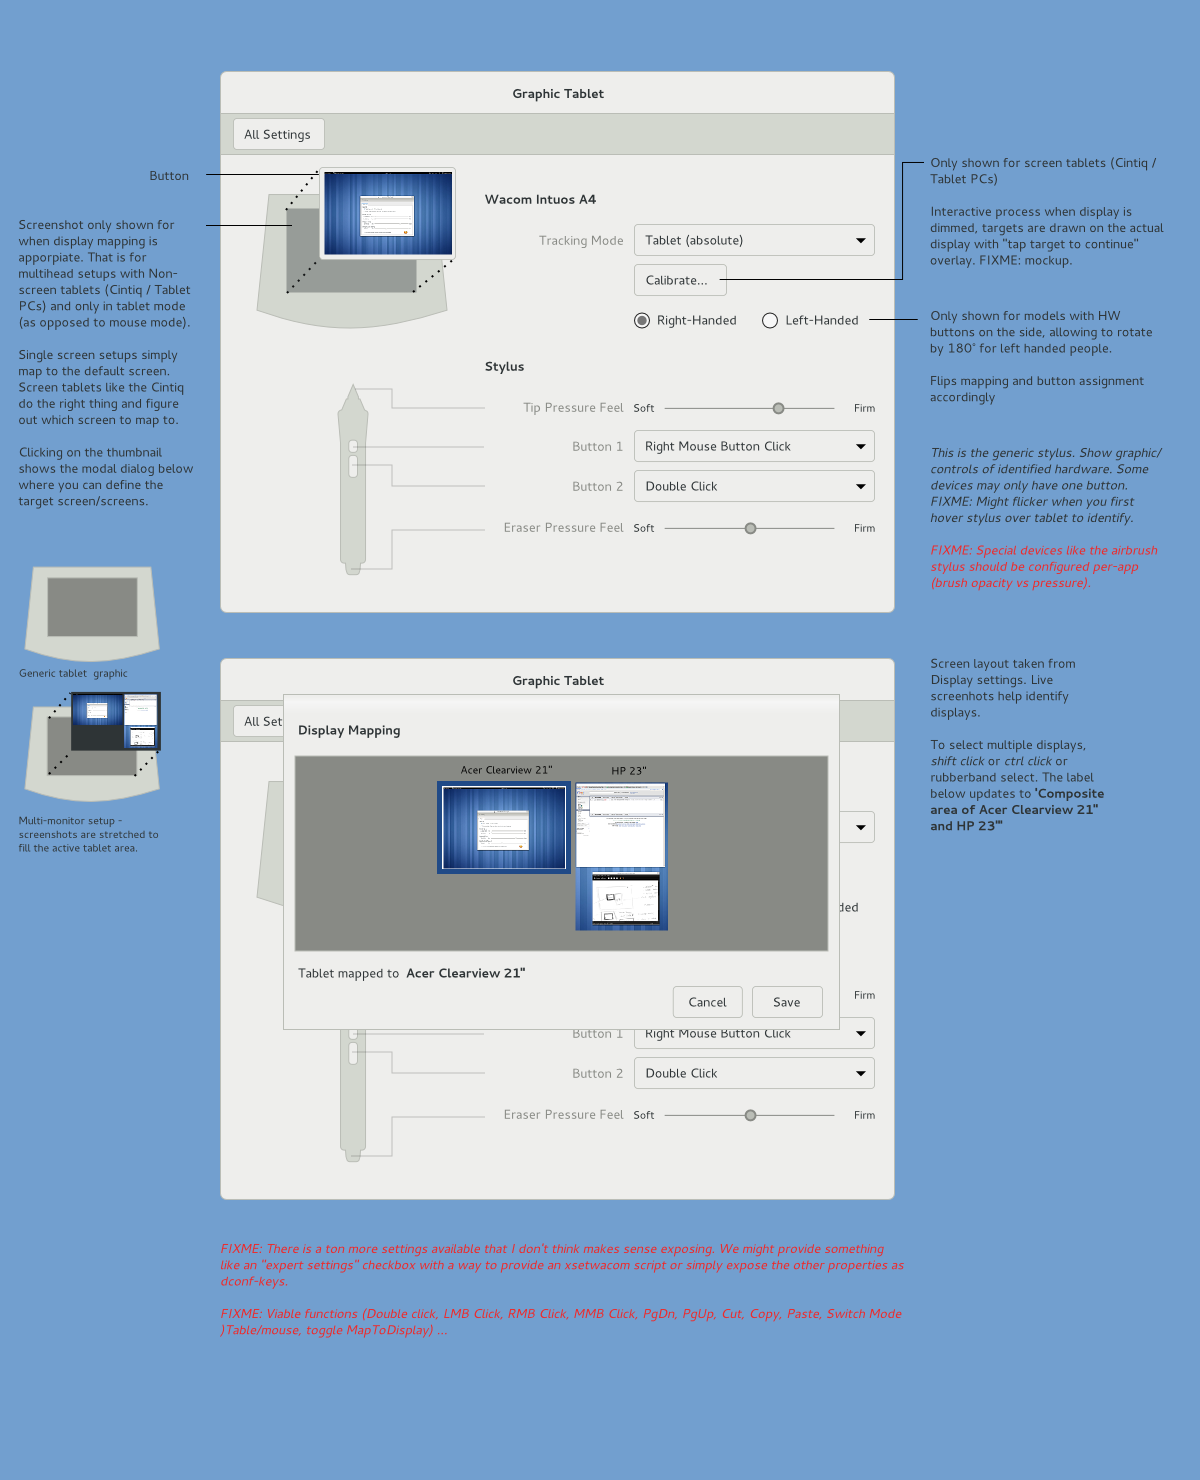 Graphic Tablet
All Settings
Button
Screenshot only shown for
when display mapping is
apporpiate. That is for
multihead setups with Non-
screen tablets (Cintiq / Tablet
PCs) and only in tablet mode
(as opposed to mouse mode).
Single screen setups simply
map to the default screen.
Screen tablets like the Cintiq
do the right thing and figure
out which screen to map to.
Clicking on the thumbnail
shows the modal dialog below
where you can define the
target screen/screens.
Wacom Intuos A4
Tracking Mode
Tablet (absolute)
Calibrate...
Right-Handed
Left-Handed
Stylus
Tip Pressure Feel
Soft
Firm
Button 1
Right Mouse Button Click
Button 2
Double Click
Eraser Pressure Feel
Soft
Firm
Only shown for screen tablets (Cintiq /
Tablet PCs)
Interactive process when display is
dimmed, targets are drawn on the actual
display with "tap target to continue"
overlay. FIXME: mockup.
Only shown for models with HW
buttons on the side, allowing to rotate
by 180° for left handed people.
Flips mapping and button assignment
accordingly
This is the generic stylus. Show graphic/
controls of identified hardware. Some
devices may only have one button.
FIXME: Might flicker when you first
hover stylus over tablet to identify.
FIXME: Special devices like the airbrush
stylus should be configured per-app
(brush opacity vs pressure).
Generic tablet graphic
Multi-monitor setup -
screenshots are stretched to
fill the active tablet area.
Graphic Tablet
All Set
Display Mapping
Acer Clearview 21"
HP 23"
Tablet mapped to Acer Clearview 21"
Cancel
Save
ded
Firm
Button 1
Right Mouse Button Click
Button 2
Double Click
Eraser Pressure Feel
Soft
Firm
Screen layout taken from
Display settings. Live
screenhots help identify
displays.
To select multiple displays,
shift click or ctrl click or
rubberband select. The label
below updates to 'Composite
area of Acer Clearview 21"
and HP 23"'
FIXME: There is a ton more settings available that I don't think makes sense exposing. We might provide something
like an "expert settings" checkbox with a way to provide an xsetwacom script or simply expose the other properties as
dconf-keys.
FIXME: Viable functions (Double click, LMB Click, RMB Click, MMB Click, PgDn, PgUp, Cut, Copy, Paste, Switch Mode
)Table/mouse, toggle MapToDisplay) ...